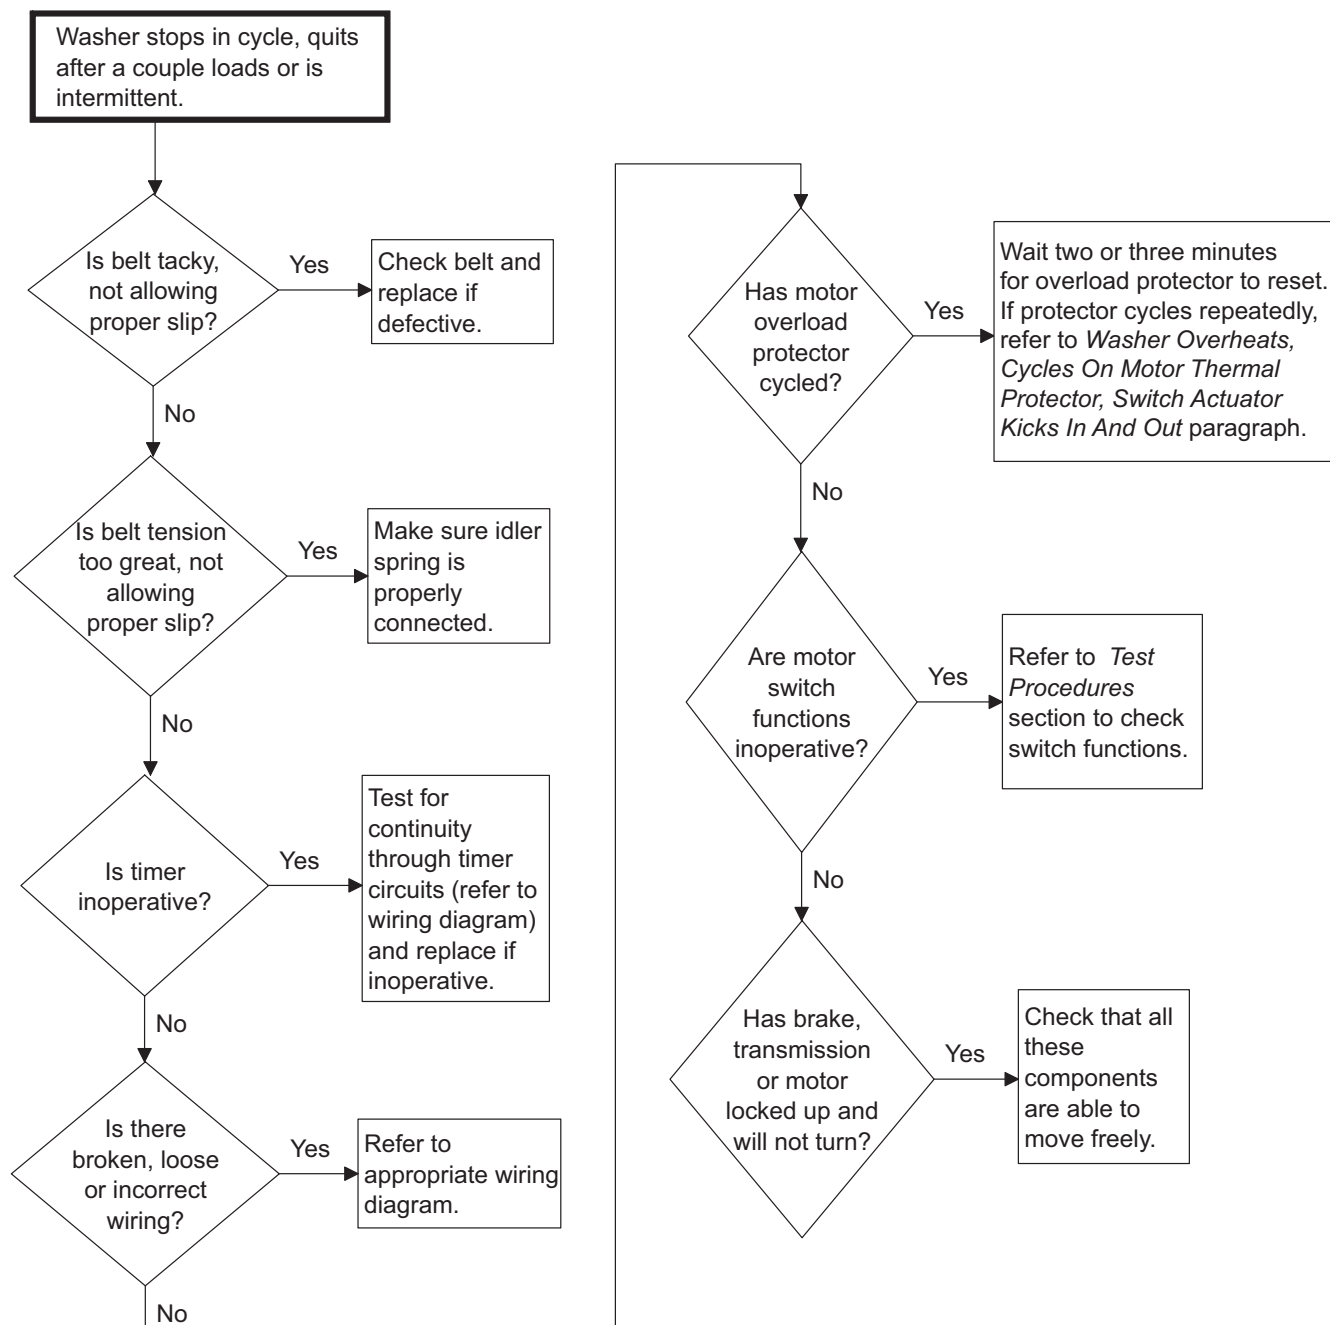 Washer stops in cycle, quits
after a couple loads or is
intermittent.
Is belt tacky,
not allowing
proper slip?
Yes
Check belt and
replace if
defective.
No
Is belt tension
too great, not
allowing
proper slip?
Yes
Make sure idler
spring is
properly
connected.
No
Is timer
inoperative?
Yes
Test for
continuity
through timer
circuits (refer to
wiring diagram)
and replace if
inoperative.
No
Is there
broken, loose
or incorrect
wiring?
Yes
Refer to
appropriate wiring
diagram.
No
Has motor
overload
protector
cycled?
Yes
Wait two or three minutes
for overload protector to reset.
If protector cycles repeatedly,
refer to Washer Overheats,
Cycles On Motor Thermal
Protector, Switch Actuator
Kicks In And Out paragraph.
No
Are motor
switch
functions
inoperative?
Yes
Refer to Test
Procedures
section to check
switch functions.
No
Has brake,
transmission
or motor
locked up and
will not turn?
Yes
Check that all
these
components
are able to
move freely.